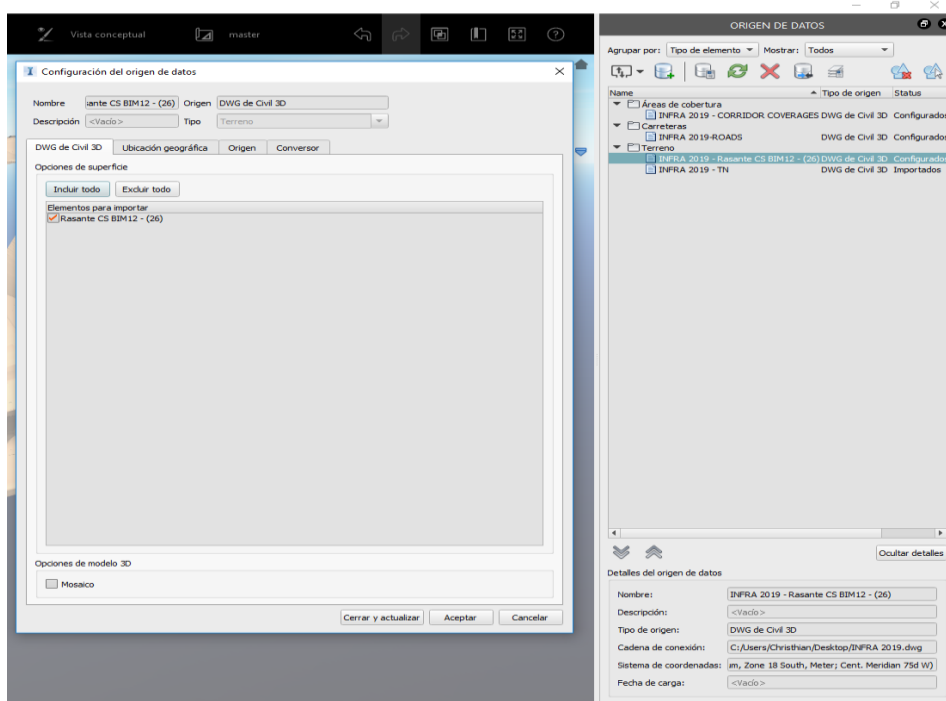 Vista conceptual master
Configuración del origen de datos
Nombre iante CS BIM12 - (26) Origen DWG de Civil 3D
Descripción <Vacío> Tipo Terreno
DWG de Civil 3D Ubicación geográfica Origen Conversor
Opciones de superficie
Incluir todo Excluir todo
Elementos para importar
Rasante CS BIM12 - (26)
Opciones de modelo 3D
Mosaico
Cerrar y actualizar Aceptar Cancelar
ORIGEN DE DATOS
Agrupar por: Tipo de elemento Mostrar: Todos
Name Tipo de origen Status
Áreas de cobertura
INFRA 2019 - CORRIDOR COVERAGES DWG de Civil 3D Configurados
Carreteras
INFRA 2019-ROADS DWG de Civil 3D Configurados
Terreno
INFRA 2019 - Rasante CS BIM12 - (26) DWG de Civil 3D Configurados
INFRA 2019 - TN DWG de Civil 3D Importados
Ocultar detalles
Detalles del origen de datos
Nombre: INFRA 2019 - Rasante CS BIM12 - (26)
Descripción: <Vacío>
Tipo de origen: DWG de Civil 3D
Cadena de conexión: C:/Users/Christhian/Desktop/INFRA 2019.dwg
Sistema de coordenadas: um, Zone 18 South, Meter; Cent. Meridian 75d W)
Fecha de carga: <Vacío>